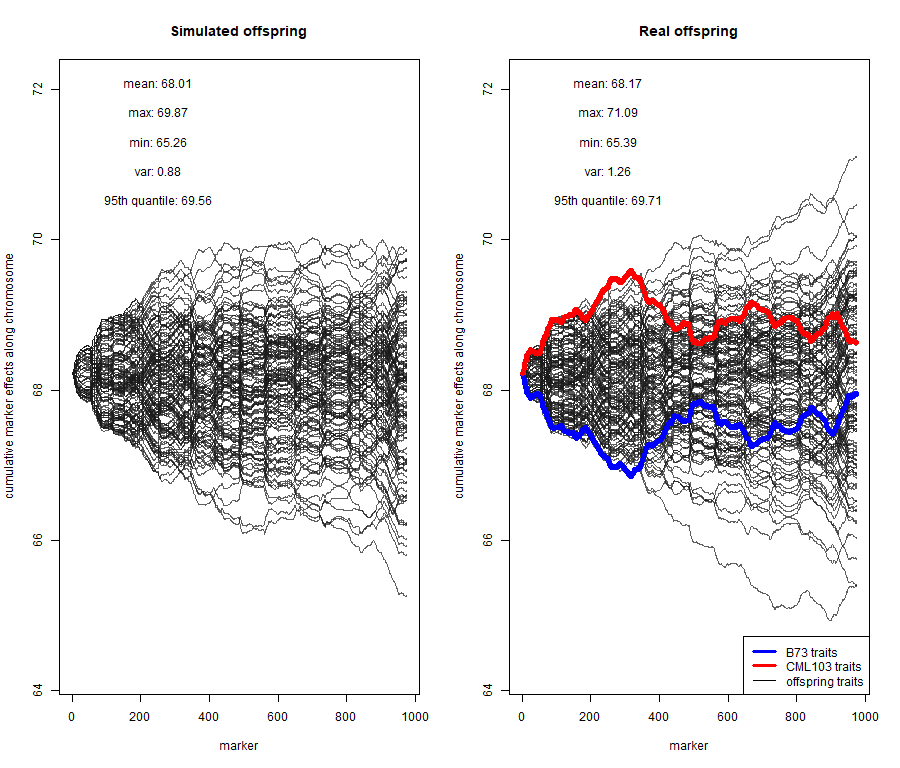 Simulated offspring
mean: 68.01
max: 69.87
min: 65.26
var: 0.88
95th quantile: 69.56
cumulative marker effects along chromosome
72
70
68
66
64
0 200 400 600 800 1000
marker
Real offspring
mean: 68.17
max: 71.09
min: 65.39
var: 1.26
95th quantile: 69.71
cumulative marker effects along chromosome
72
70
68
66
64
B73 traits
CML103 traits
offspring traits
0 200 400 600 800 1000
marker